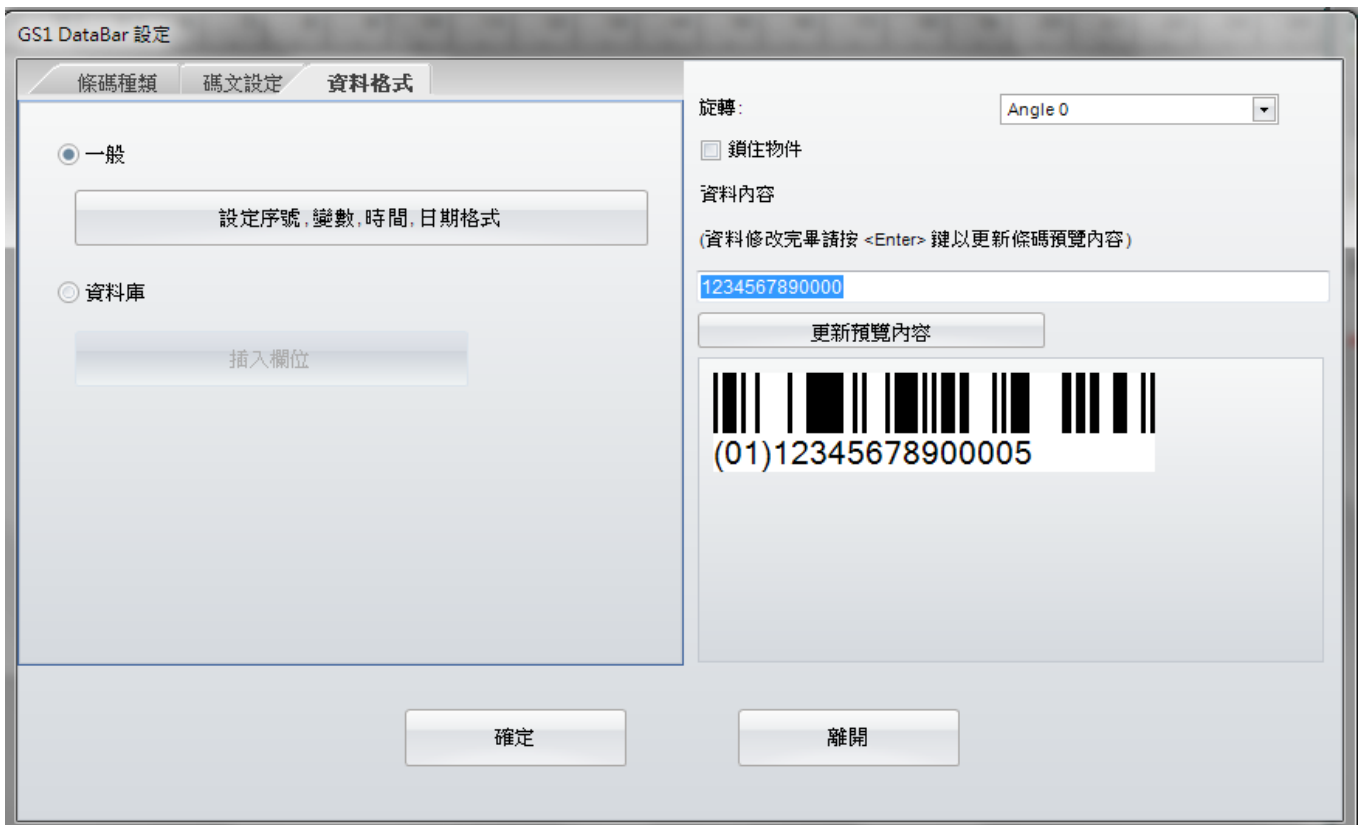 GS1 DataBar 設定
條碼種類 碼文設定 資料格式
一般
設定序號,變數,時間,日期格式
資料庫
插入欄位
旋轉: Angle 0
鎖住物件
資料內容
(資料修改完畢請按 <Enter> 鍵以更新條碼預覽內容)
1234567890000
更新預覽內容
(01)12345678900005
確定 離開